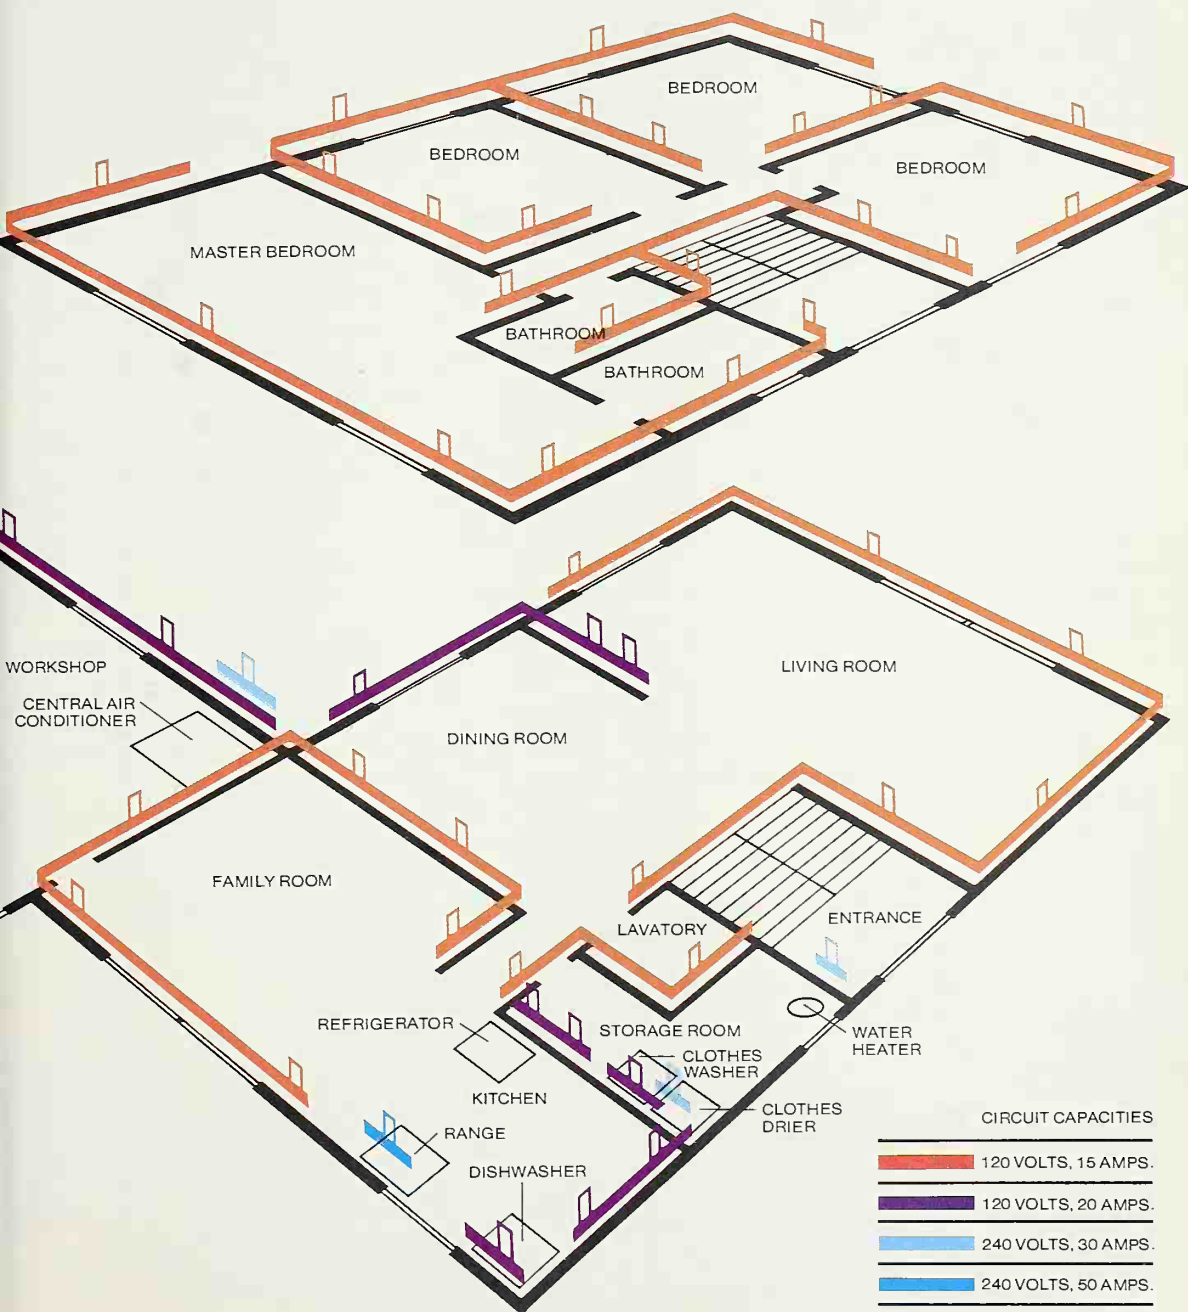 BEDROOM
BEDROOM
BEDROOM
MASTER BEDROOM
BATHROOM
BATHROOM
WORKSHOP
CENTRAL AIR
CONDITIONER
LIVING ROOM
DINING ROOM
FAMILY ROOM
LAVATORY
ENTRANCE
REFRIGERATOR
STORAGE ROOM
WATER
HEATER
CLOTHES
WASHER
KITCHEN
CLOTHES
DRIER
RANGE
DISHWASHER
CIRCUIT CAPACITIES
120 VOLTS, 15 AMPS.
120 VOLTS, 20 AMPS.
240 VOLTS, 30 AMPS.
240 VOLTS, 50 AMPS.